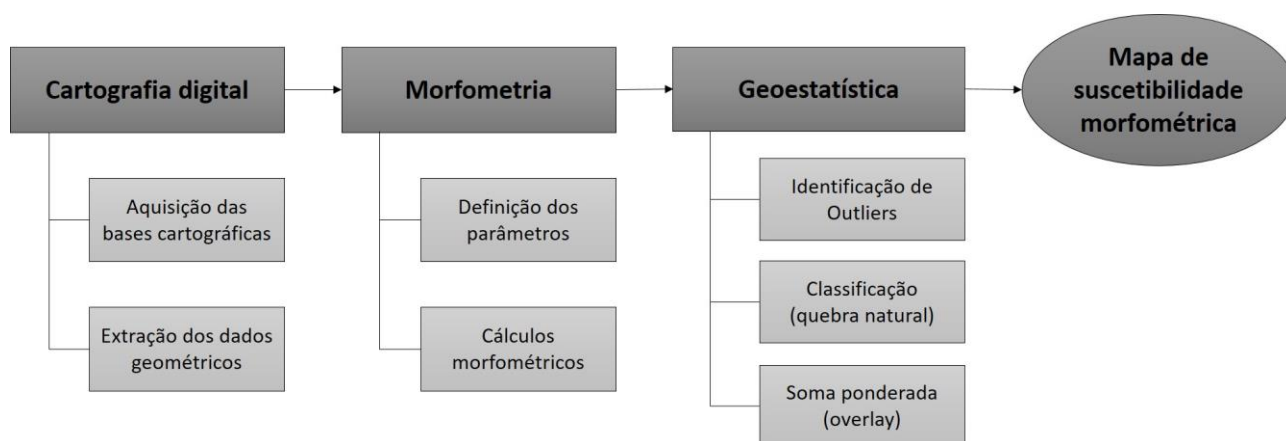 Cartografia digital
Aquisição das
bases cartográficas
Extração dos dados
geométricos
Morfometria
Definição dos
parâmetros
Cálculos
morfométricos
Geoestatística
Identificação de
Outliers
Classificação
(quebra natural)
Soma ponderada
(overlay)
Mapa de
suscetibilidade
morfométrica